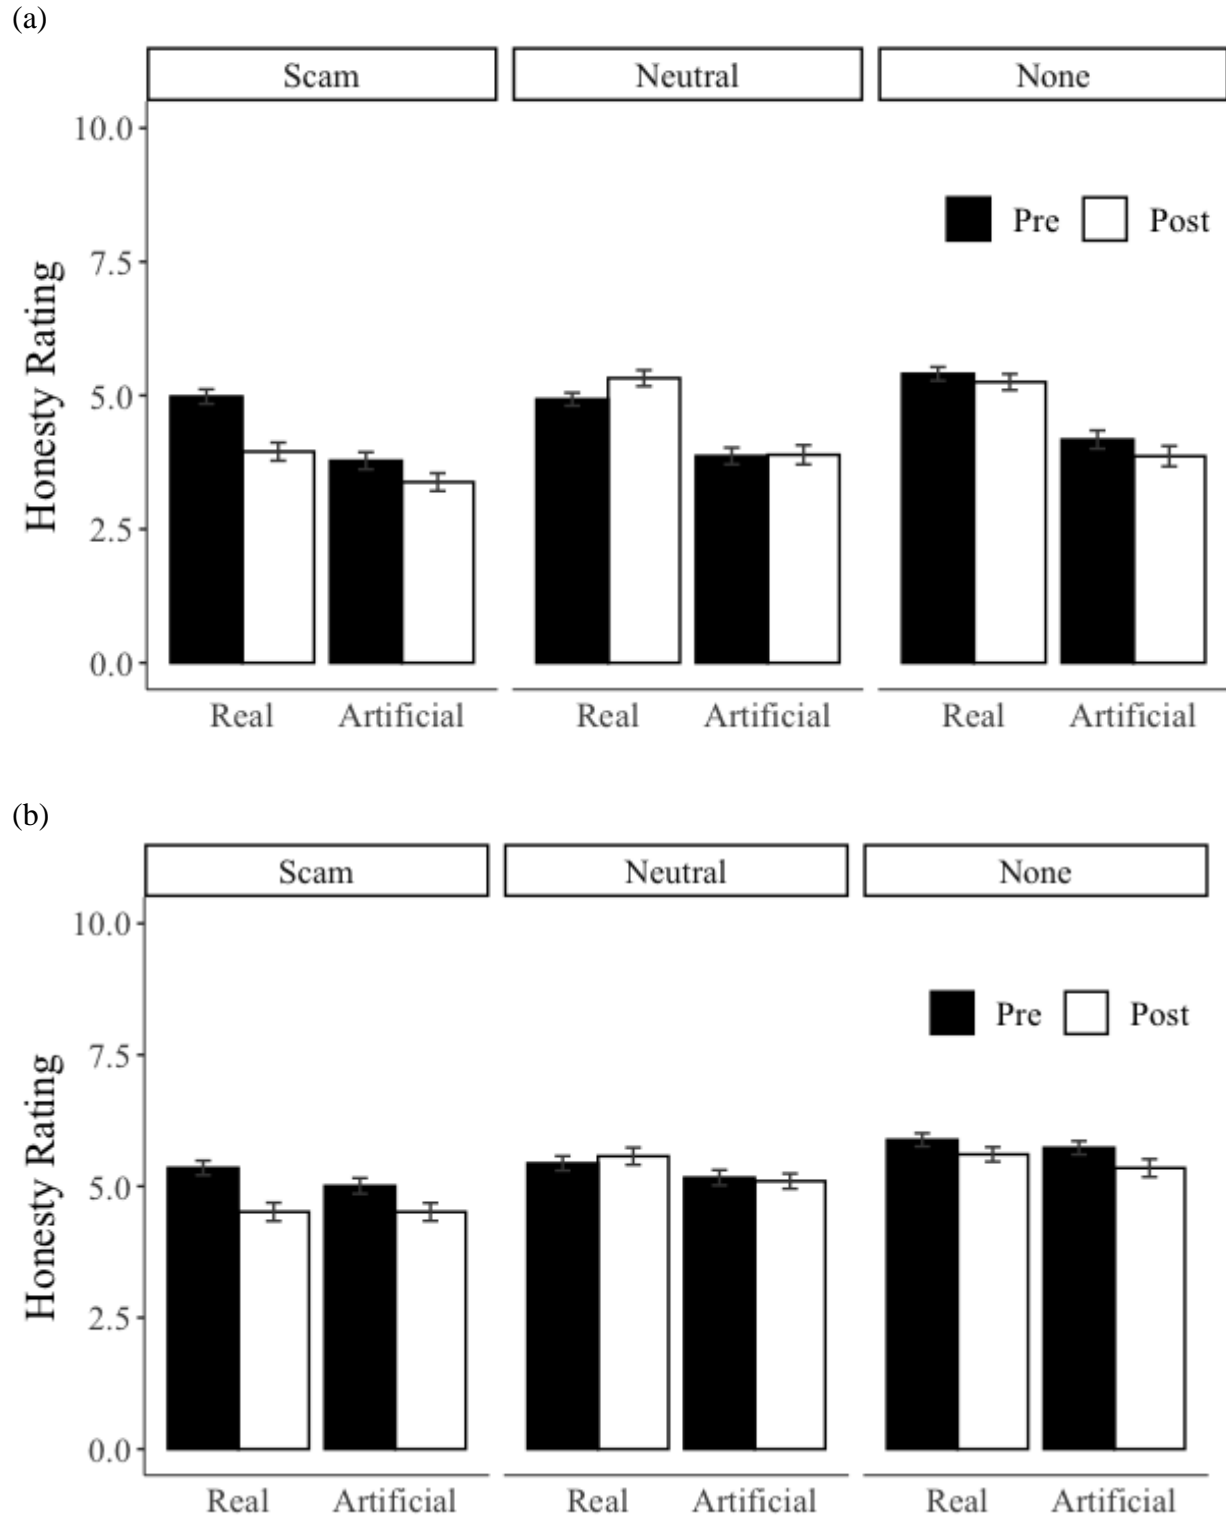 (a)
Scam Neutral None
10.0
Pre Post
7.5
Honesty Rating
5.0
2.5
0.0
Real Artificial Real Artificial Real Artificial
(b)
Scam Neutral None
10.0
Pre Post
7.5
Honesty Rating
5.0
2.5
0.0
Real Artificial Real Artificial Real Artificial